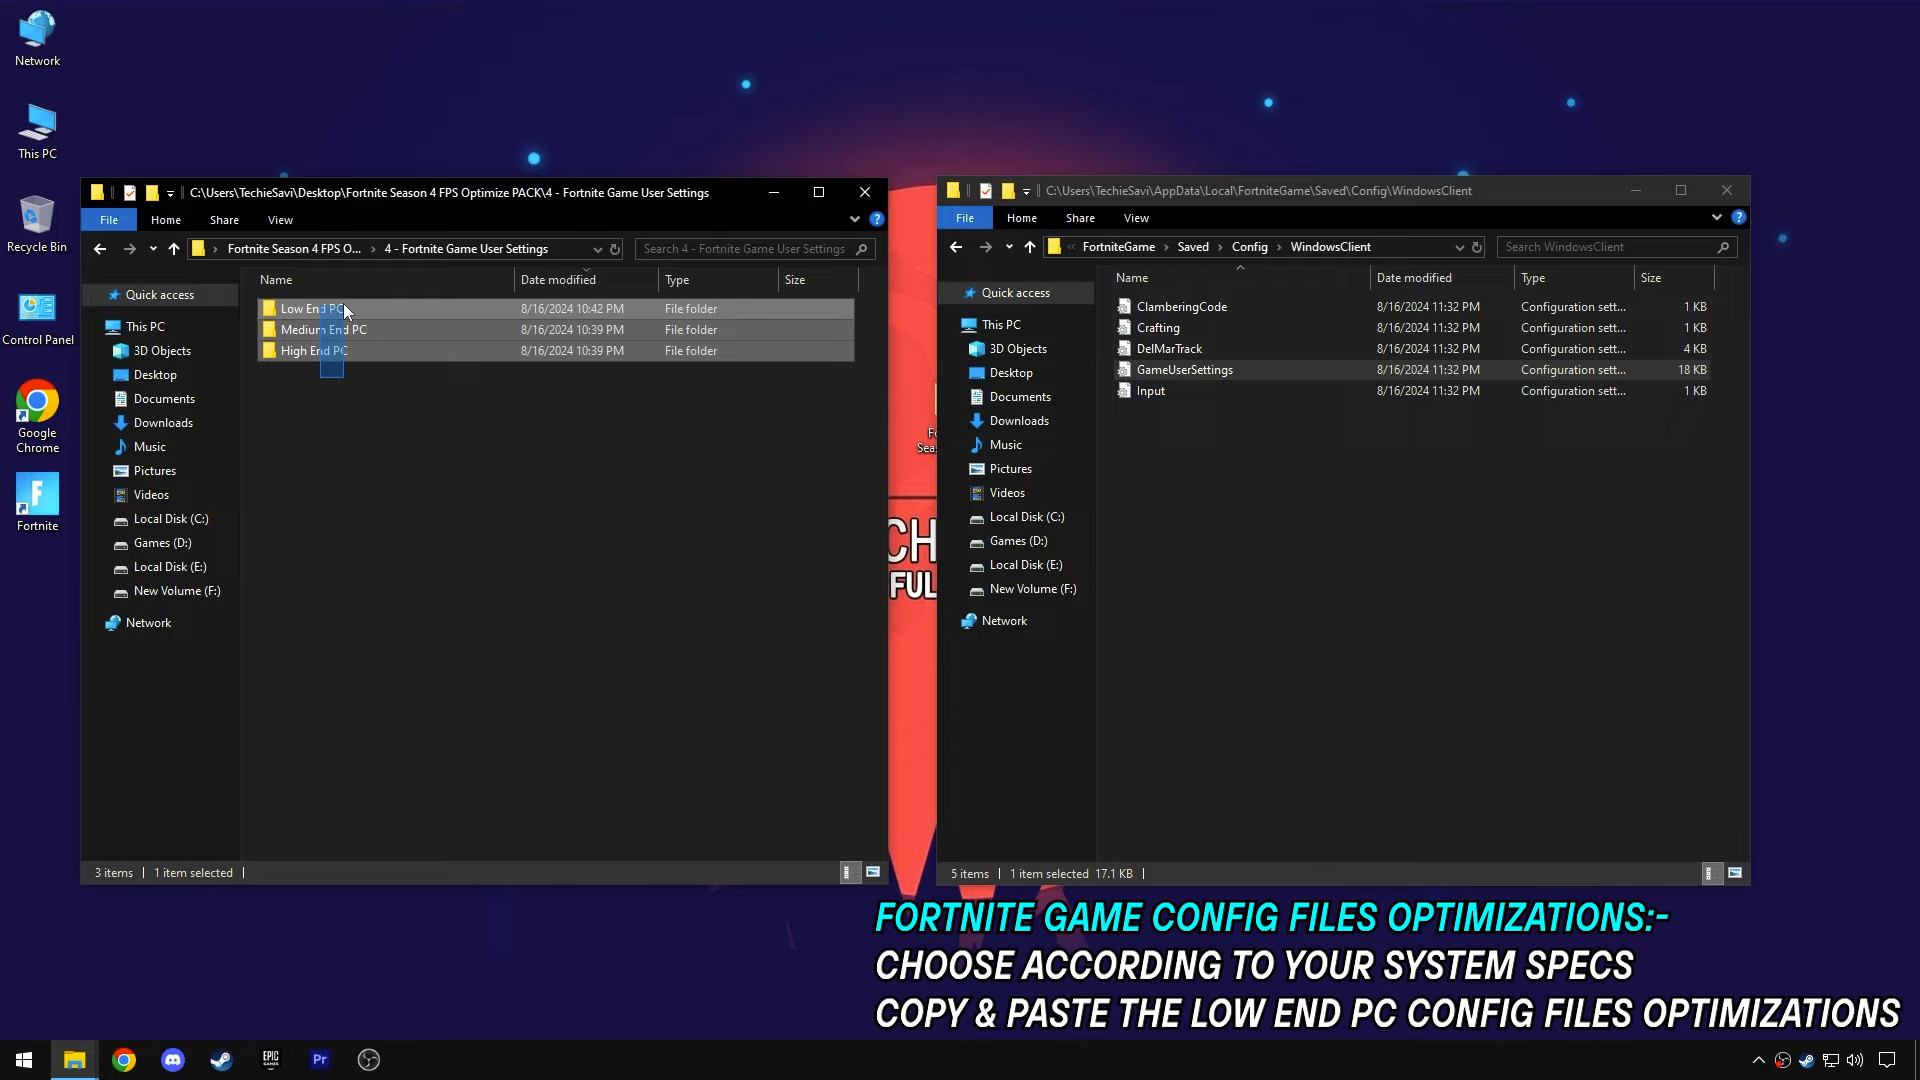 Network
This PC
Recycle Bin
Control Panel
Google
Chrome
Fortnite
C:\Users\TechieSavi\Desktop\Fortnite Season 4 FPS Optimize PACK\4 - Fortnite Game User Settings
File Home Share View
Fortnite Season 4 FPS O... 4 - Fortnite Game User Settings Search 4 - Fortnite Game User Settings
Name Date modified Type Size
Low End PC 8/16/2024 10:42 PM File folder
Medium End PC 8/16/2024 10:39 PM File folder
High End PC 8/16/2024 10:39 PM File folder
Quick access
This PC
3D Objects
Desktop
Documents
Downloads
Music
Pictures
Videos
Local Disk (C:)
Games (D:)
Local Disk (E:)
New Volume (F:)
Network
3 items 1 item selected
CH
FUL
C:\Users\TechieSavi\AppData\Local\FortniteGame\Saved\Config\WindowsClient
File Home Share View
« FortniteGame Saved Config WindowsClient Search WindowsClient
Name Date modified Type Size
ClamberingCode 8/16/2024 11:32 PM Configuration sett... 1 KB
Crafting 8/16/2024 11:32 PM Configuration sett... 1 KB
DelMarTrack 8/16/2024 11:32 PM Configuration sett... 4 KB
GameUserSettings 8/16/2024 11:32 PM Configuration sett... 18 KB
Input 8/16/2024 11:32 PM Configuration sett... 1 KB
Quick access
This PC
3D Objects
Desktop
Documents
Downloads
Music
Pictures
Videos
Local Disk (C:)
Games (D:)
Local Disk (E:)
New Volume (F:)
Network
5 items 1 item selected 17.1 KB
FORTNITE GAME CONFIG FILES OPTIMIZATIONS:-
CHOOSE ACCORDING TO YOUR SYSTEM SPECS
COPY & PASTE THE LOW END PC CONFIG FILES OPTIMIZATIONS
EPIC
GAMES
Pr